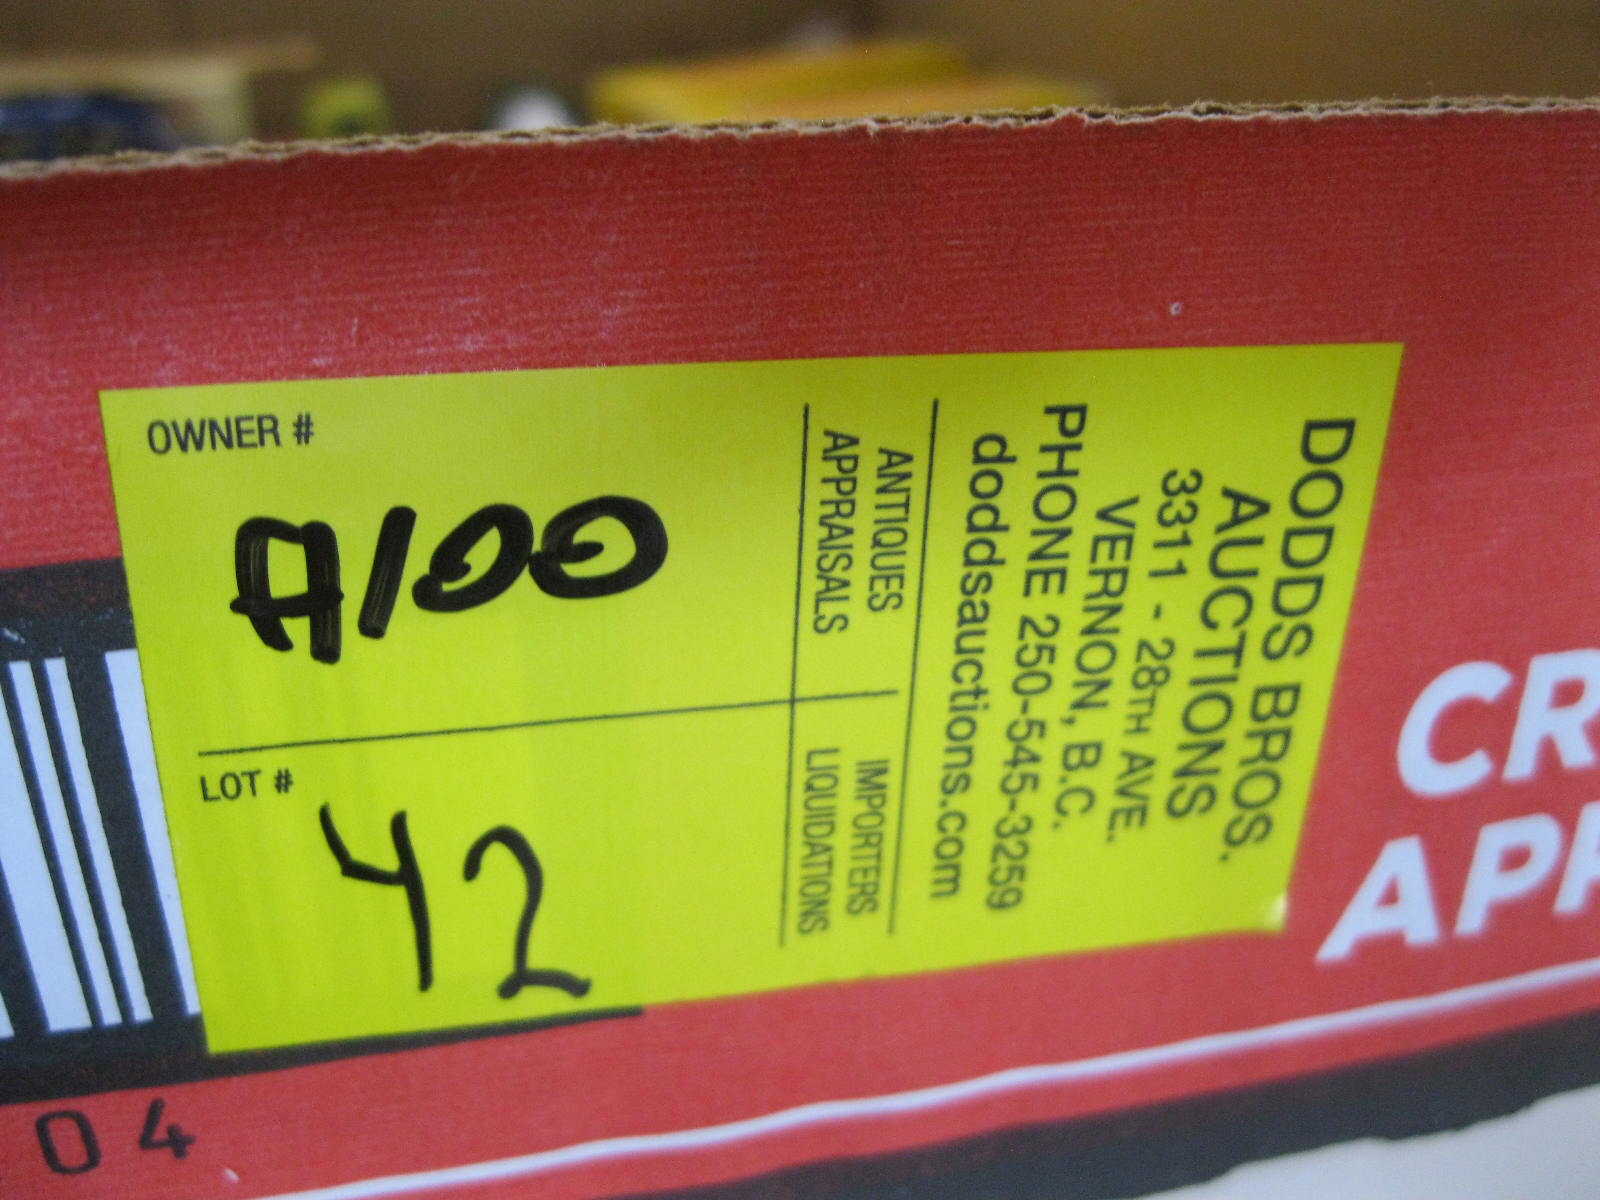 OWNER #
A100
LOT #
42
ANTIQUES
APPRAISALS
IMPORTERS
LIQUIDATIONS
DODDS BROS.
AUCTIONS
3311 - 28TH AVE.
VERNON, B.C.
PHONE 250-545-3259
doddsauctions.com
04
CR
APP